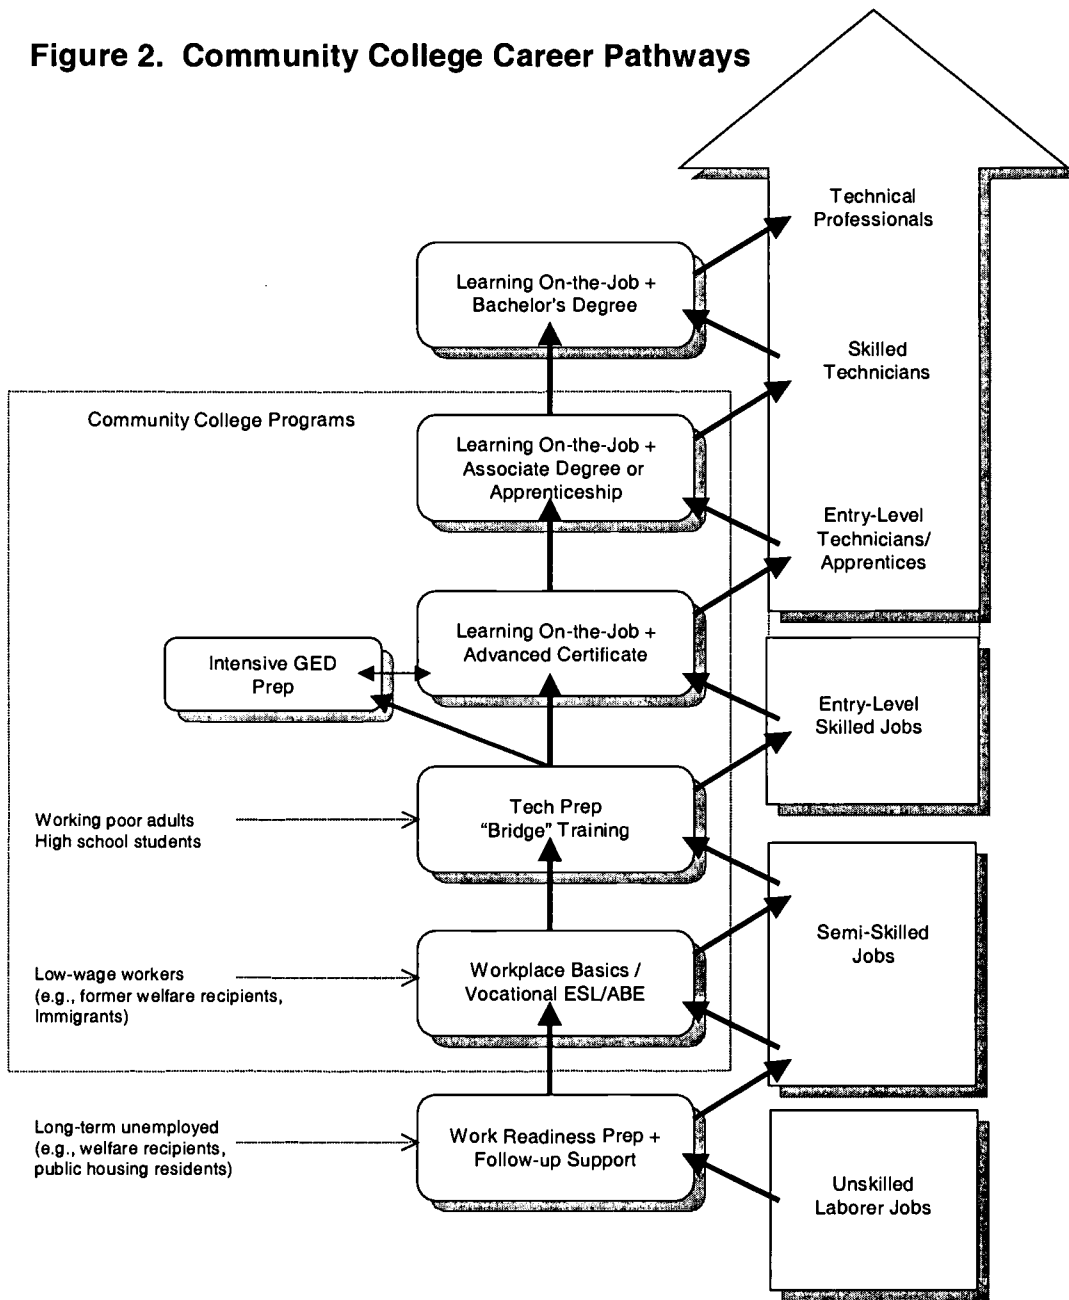 Figure 2. Community College Career Pathways
Technical
Professionals
Learning On-the-Job +
Bachelor's Degree
Skilled
Technicians
Community College Programs
Learning On-the-Job +
Associate Degree or
Apprenticeship
Entry-Level
Technicians/
Apprentices
Learning On-the-Job +
Advanced Certificate
Intensive GED
Prep
Entry-Level
Skilled Jobs
Tech Prep
“Bridge” Training
Working poor adults
High school students
Semi-Skilled
Jobs
Workplace Basics /
Vocational ESL/ABE
Low-wage workers
(e.g., former welfare recipients,
Immigrants)
Long-term unemployed
(e.g., welfare recipients,
public housing residents)
Work Readiness Prep +
Follow-up Support
Unskilled
Laborer Jobs